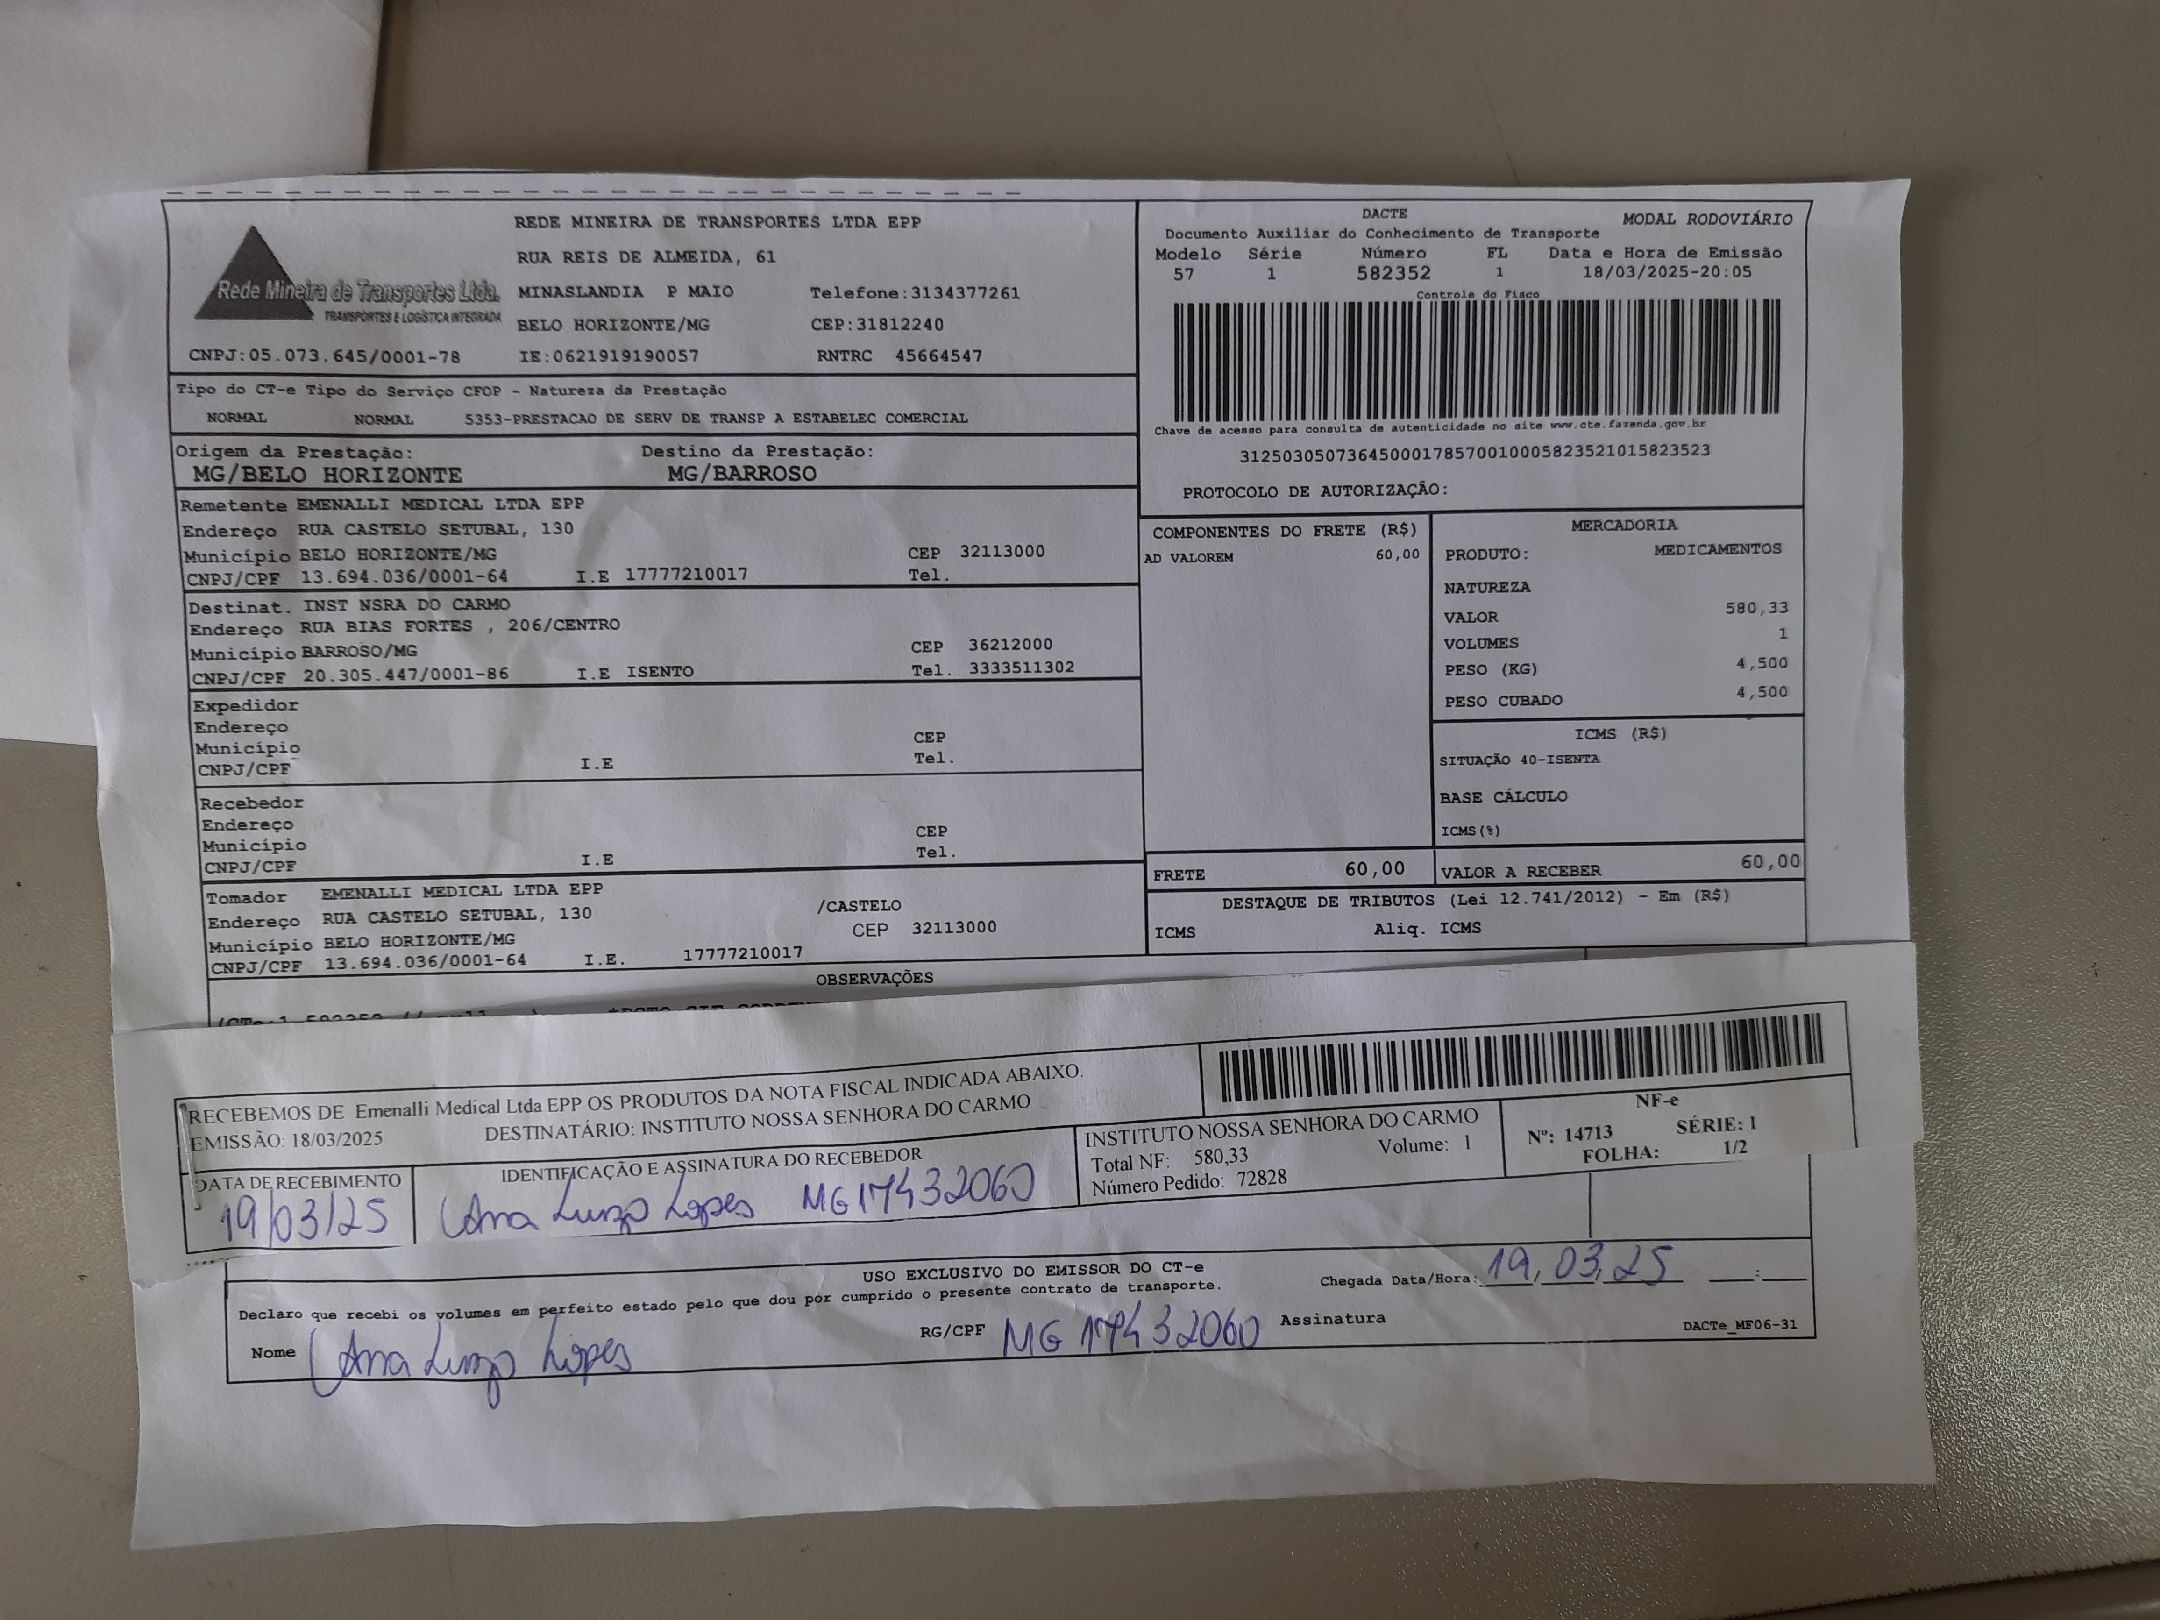 REDE MINEIRA DE TRANSPORTES LTDA EPP
RUA REIS DE ALMEIDA, 61
Rede Mineira de Transportes Ltda.
TRANSPORTES E LOGÍSTICA INTEGRADA
MINASLANDIA P MAIO Telefone:3134377261
BELO HORIZONTE/MG CEP:31812240
CNPJ:05.073.645/0001-78 IE:0621919190057 RNTRC 45664547
DACTE MODAL RODOVIÁRIO
Documento Auxiliar do Conhecimento de Transporte
Modelo Série Número FL Data e Hora de Emissão
57 1 582352 1 18/03/2025-20:05
Controle do Fisco
Chave de acesso para consulta de autenticidade no site www.cte.fazenda.gov.br
31250305073645000178570010005823521015823523
PROTOCOLO DE AUTORIZAÇÃO:
Tipo do CT-e Tipo do Serviço CFOP - Natureza da Prestação
NORMAL NORMAL 5353-PRESTACAO DE SERV DE TRANSP A ESTABELEC COMERCIAL
Origem da Prestação: Destino da Prestação:
MG/BELO HORIZONTE MG/BARROSO
Remetente EMENALLI MEDICAL LTDA EPP
Endereço RUA CASTELO SETUBAL, 130
Município BELO HORIZONTE/MG CEP 32113000
CNPJ/CPF 13.694.036/0001-64 I.E 17777210017 Tel.
Destinat. INST NSRA DO CARMO
Endereço RUA BIAS FORTES , 206/CENTRO
Município BARROSO/MG CEP 36212000
CNPJ/CPF 20.305.447/0001-86 I.E ISENTO Tel. 3333511302
Expedidor
Endereço
Município CEP
CNPJ/CPF I.E Tel.
Recebedor
Endereço
Município CEP
CNPJ/CPF I.E Tel.
Tomador EMENALLI MEDICAL LTDA EPP
Endereço RUA CASTELO SETUBAL, 130 /CASTELO
Município BELO HORIZONTE/MG CEP 32113000
CNPJ/CPF 13.694.036/0001-64 I.E. 17777210017
COMPONENTES DO FRETE (R$)
AD VALOREM 60,00
MERCADORIA
PRODUTO: MEDICAMENTOS
NATUREZA
VALOR 580,33
VOLUMES 1
PESO (KG) 4,500
PESO CUBADO 4,500
ICMS (R$)
SITUAÇÃO 40-ISENTA
BASE CÁLCULO
ICMS(%)
FRETE 60,00 VALOR A RECEBER 60,00
DESTAQUE DE TRIBUTOS (Lei 12.741/2012) - Em (R$)
ICMS Aliq. ICMS
OBSERVAÇÕES
RECEBEMOS DE Emenalli Medical Ltda EPP OS PRODUTOS DA NOTA FISCAL INDICADA ABAIXO.
EMISSÃO: 18/03/2025 DESTINATÁRIO: INSTITUTO NOSSA SENHORA DO CARMO
DATA DE RECEBIMENTO IDENTIFICAÇÃO E ASSINATURA DO RECEBEDOR
19/03/25 Ana Luiza Lopes MG17432060
INSTITUTO NOSSA SENHORA DO CARMO
Total NF: 580,33 Volume: 1
Número Pedido: 72828
NF-e
Nº: 14713 SÉRIE: 1
FOLHA: 1/2
USO EXCLUSIVO DO EMISSOR DO CT-e
Declaro que recebi os volumes em perfeito estado pelo que dou por cumprido o presente contrato de transporte.
Chegada Data/Hora: 19, 03, 25 __:__
Nome Ana Luiza Lopes RG/CPF MG 17432060 Assinatura
DACTe_MF06-31